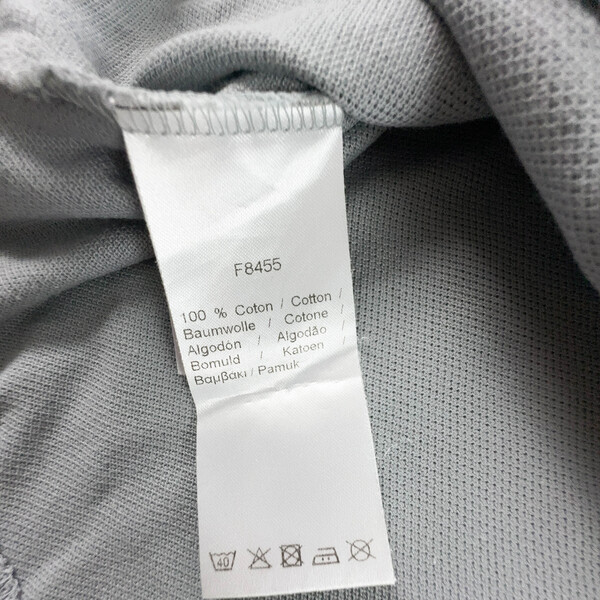 F8455
100 % Coton / Cotton /
Baumwolle / Cotone /
Algodón / Algodão /
Bomuld / Katoen /
Βαμβάκι / Pamuk
40